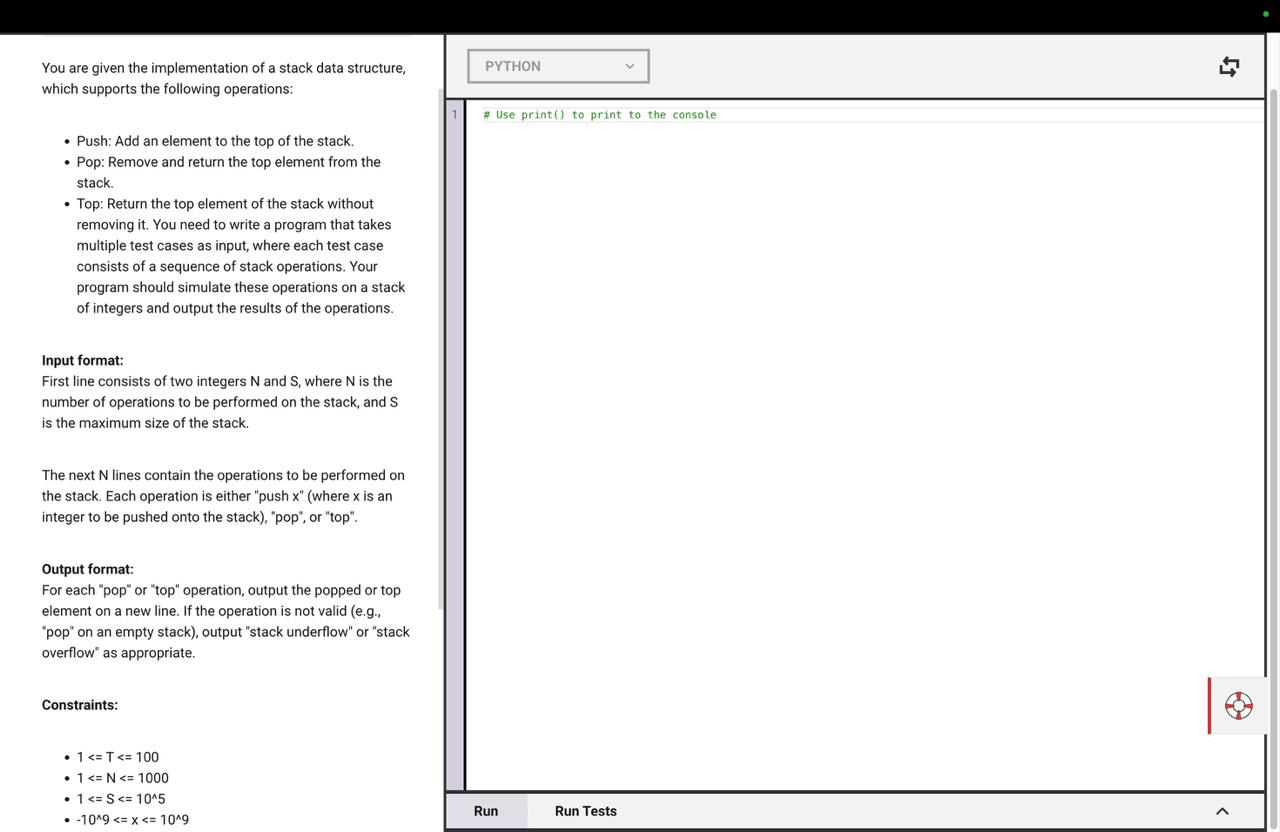 You are given the implementation of a stack data structure,
which supports the following operations:
• Push: Add an element to the top of the stack.
• Pop: Remove and return the top element from the
stack.
• Top: Return the top element of the stack without
removing it. You need to write a program that takes
multiple test cases as input, where each test case
consists of a sequence of stack operations. Your
program should simulate these operations on a stack
of integers and output the results of the operations.
Input format:
First line consists of two integers N and S, where N is the
number of operations to be performed on the stack, and S
is the maximum size of the stack.
The next N lines contain the operations to be performed on
the stack. Each operation is either "push x" (where x is an
integer to be pushed onto the stack), "pop", or "top".
Output format:
For each "pop" or "top" operation, output the popped or top
element on a new line. If the operation is not valid (e.g.,
"pop" on an empty stack), output "stack underflow" or "stack
overflow" as appropriate.
Constraints:
• 1 <= T <= 100
• 1 <= N <= 1000
• 1 <= S <= 10^5
• -10^9 <= x <= 10^9
PYTHON
1 # Use print() to print to the console
Run Run Tests